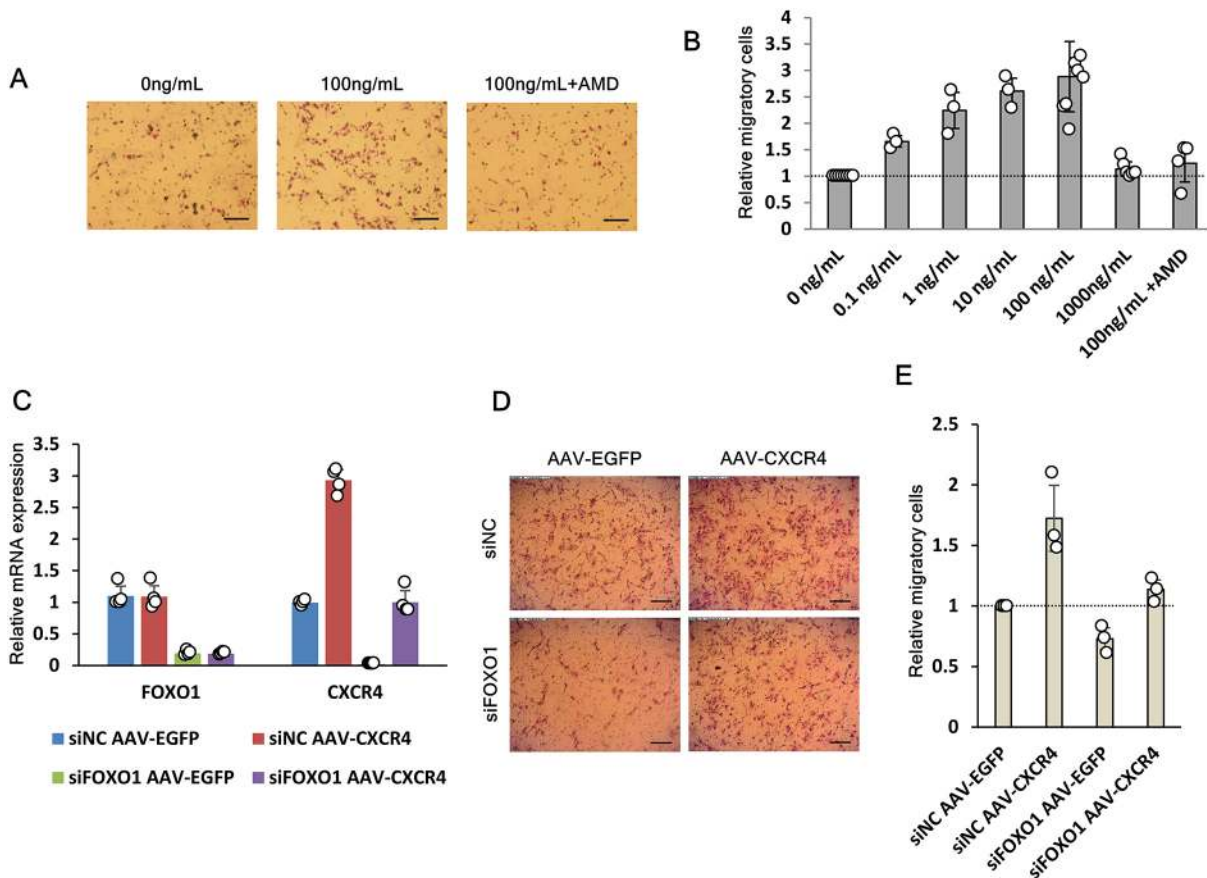 A
0ng/mL
100ng/mL
100ng/mL+AMD
B
Relative migratory cells
4
3.5
3
2.5
2
1.5
1
0.5
0
0 ng/mL
0.1 ng/mL
1 ng/mL
10 ng/mL
100 ng/mL
1000ng/mL
100ng/mL +AMD
C
Relative mRNA expression
3.5
3
2.5
2
1.5
1
0.5
0
FOXO1
CXCR4
siNC AAV-EGFP
siNC AAV-CXCR4
siFOXO1 AAV-EGFP
siFOXO1 AAV-CXCR4
D
AAV-EGFP
AAV-CXCR4
siNC
siFOXO1
E
Relative migratory cells
2.5
2
1.5
1
0.5
0
siNC AAV-EGFP
siNC AAV-CXCR4
siFOXO1 AAV-EGFP
siFOXO1 AAV-CXCR4